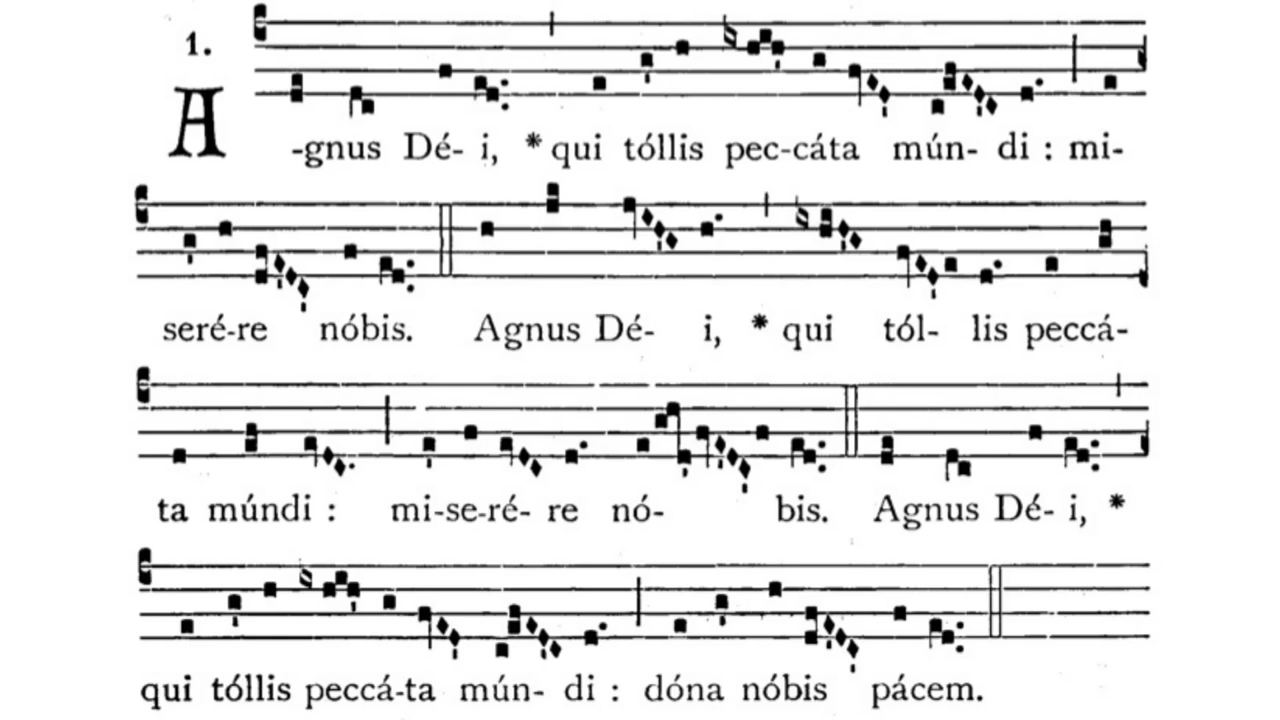 1.
A-gnus Dé- i, * qui tóllis pec-cáta mún- di : mi-
seré-re nóbis. Agnus Dé- i, * qui tól- lis peccá-
ta múndi : mi-se-ré- re nó- bis. Agnus Dé- i, *
qui tóllis peccá-ta mún- di : dóna nóbis pácem.